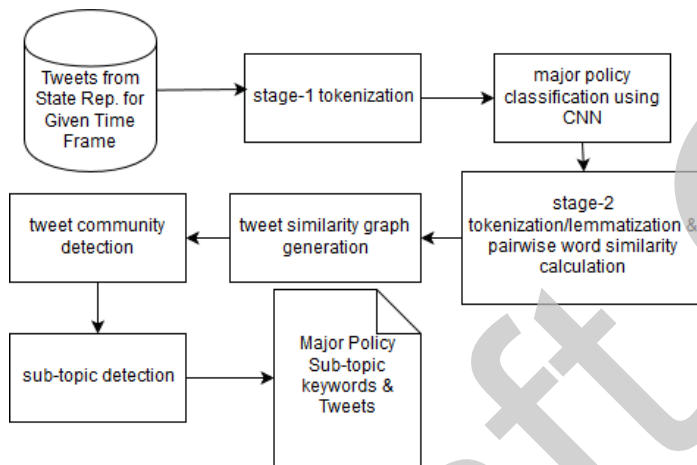 Tweets from
State Rep. for
Given Time
Frame
stage-1 tokenization
major policy
classification using
CNN
stage-2
tokenization/lemmatization &
pairwise word similarity
calculation
tweet similarity graph
generation
tweet community
detection
sub-topic detection
Major Policy
Sub-topic
keywords &
Tweets